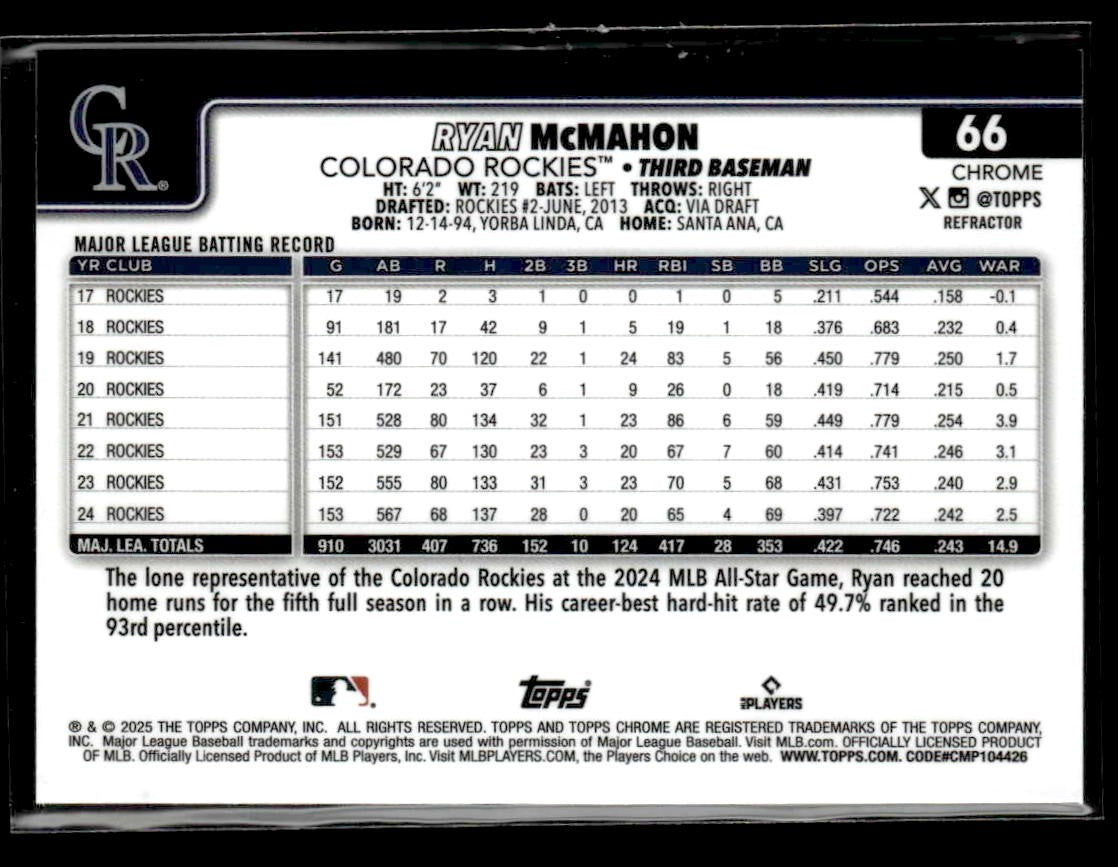 CR®
RYAN McMAHON
COLORADO ROCKIES™ • THIRD BASEMAN
HT: 6'2" WT: 219 BATS: LEFT THROWS: RIGHT
DRAFTED: ROCKIES #2-JUNE, 2013 ACQ: VIA DRAFT
BORN: 12-14-94, YORBA LINDA, CA HOME: SANTA ANA, CA
66
CHROME
X @TOPPS
REFRACTOR
MAJOR LEAGUE BATTING RECORD
YR CLUB G AB R H 2B 3B HR RBI SB BB SLG OPS AVG WAR
17 ROCKIES 17 19 2 3 1 0 0 1 0 5 .211 .544 .158 -0.1
18 ROCKIES 91 181 17 42 9 1 5 19 1 18 .376 .683 .232 0.4
19 ROCKIES 141 480 70 120 22 1 24 83 5 56 .450 .779 .250 1.7
20 ROCKIES 52 172 23 37 6 1 9 26 0 18 .419 .714 .215 0.5
21 ROCKIES 151 528 80 134 32 1 23 86 6 59 .449 .779 .254 3.9
22 ROCKIES 153 529 67 130 23 3 20 67 7 60 .414 .741 .246 3.1
23 ROCKIES 152 555 80 133 31 3 23 70 5 68 .431 .753 .240 2.9
24 ROCKIES 153 567 68 137 28 0 20 65 4 69 .397 .722 .242 2.5
MAJ. LEA. TOTALS 910 3031 407 736 152 10 124 417 28 353 .422 .746 .243 14.9
The lone representative of the Colorado Rockies at the 2024 MLB All-Star Game, Ryan reached 20
home runs for the fifth full season in a row. His career-best hard-hit rate of 49.7% ranked in the
93rd percentile.
topps®
PLAYERS
® & © 2025 THE TOPPS COMPANY, INC. ALL RIGHTS RESERVED. TOPPS AND TOPPS CHROME ARE REGISTERED TRADEMARKS OF THE TOPPS COMPANY,
INC. Major League Baseball trademarks and copyrights are used with permission of Major League Baseball. Visit MLB.com. OFFICIALLY LICENSED PRODUCT
OF MLB. Officially Licensed Product of MLB Players, Inc. Visit MLBPLAYERS.COM, the Players Choice on the web. WWW.TOPPS.COM. CODE#CMP104426